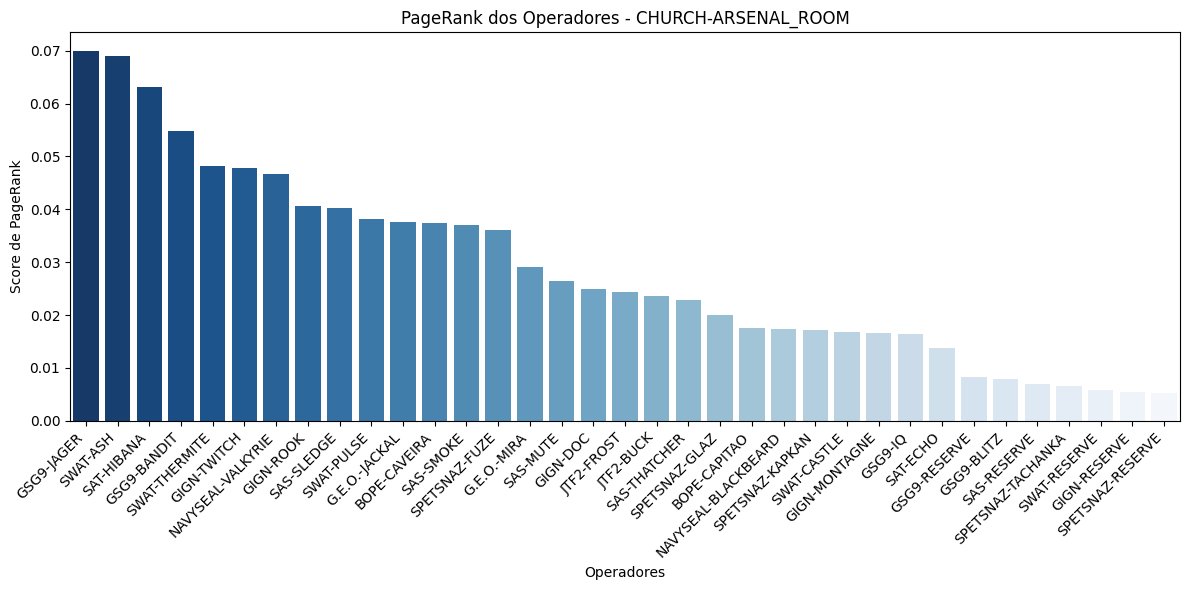 PageRank dos Operadores - CHURCH-ARSENAL_ROOM
Score de PageRank
0.07
0.06
0.05
0.04
0.03
0.02
0.01
0.00
GSG9-JAGER
SWAT-ASH
SAT-HIBANA
GSG9-BANDIT
SWAT-THERMITE
GIGN-TWITCH
NAVYSEAL-VALKYRIE
GIGN-ROOK
SAS-SLEDGE
SWAT-PULSE
G.E.O.-JACKAL
BOPE-CAVEIRA
SAS-SMOKE
SPETSNAZ-FUZE
G.E.O.-MIRA
SAS-MUTE
GIGN-DOC
JTF2-FROST
JTF2-BUCK
SAS-THATCHER
SPETSNAZ-GLAZ
BOPE-CAPITAO
NAVYSEAL-BLACKBEARD
SPETSNAZ-KAPKAN
SWAT-CASTLE
GIGN-MONTAGNE
GSG9-IQ
SAT-ECHO
GSG9-RESERVE
GSG9-BLITZ
SAS-RESERVE
SPETSNAZ-TACHANKA
SWAT-RESERVE
GIGN-RESERVE
SPETSNAZ-RESERVE
Operadores